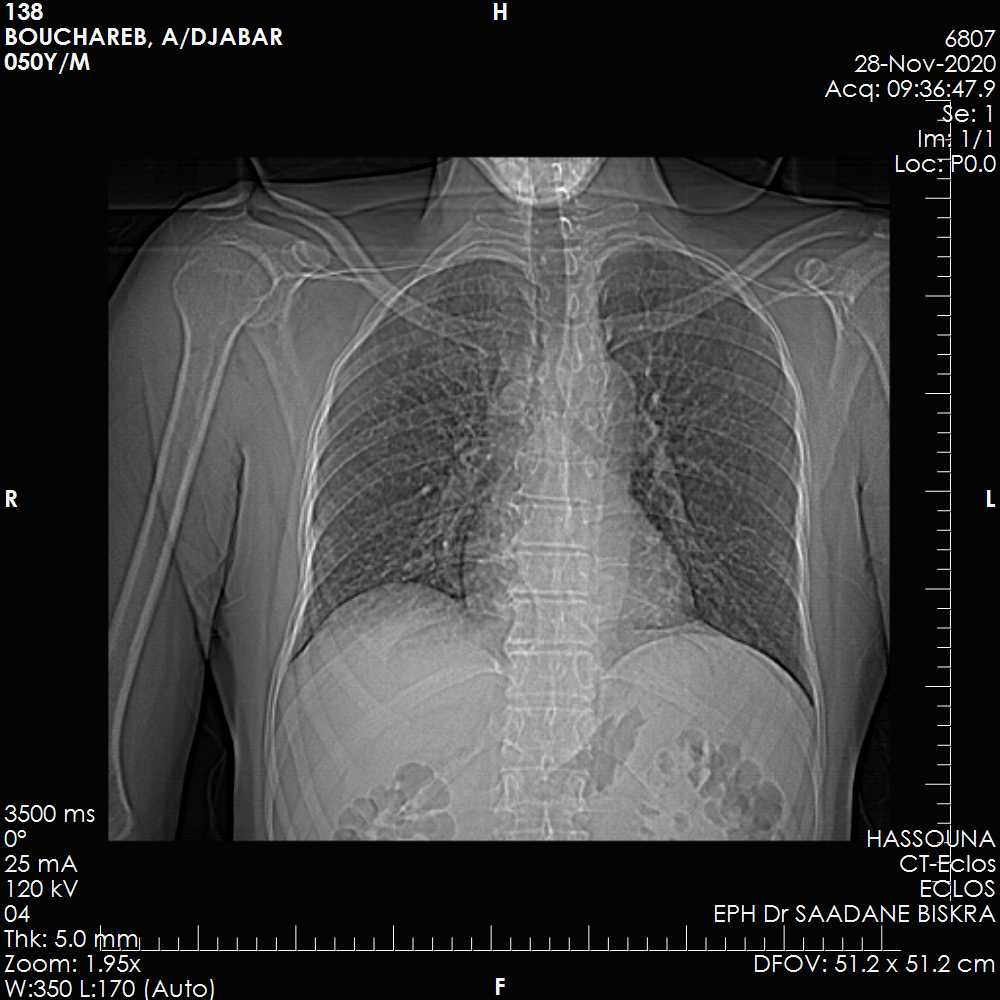 138
BOUCHAREB, A/DJABAR
050Y/M
H
6807
28-Nov-2020
Acq: 09:36:47.9
Se: 1
Im: 1/1
Loc: P0.0
R
L
3500 ms
0°
25 mA
120 kV
04
Thk: 5.0 mm
Zoom: 1.95x
W:350 L:170 (Auto)
F
HASSOUNA
CT-Eclos
ECLOS
EPH Dr SAADANE BISKRA
DFOV: 51.2 x 51.2 cm